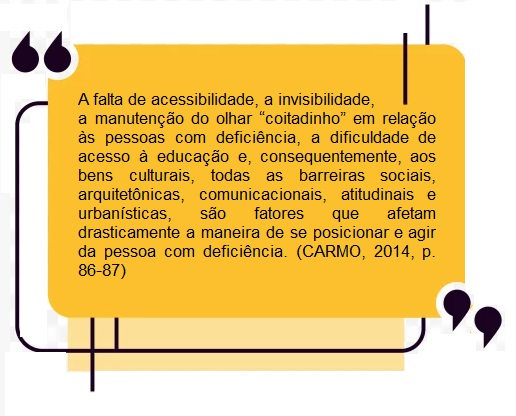 A falta de acessibilidade, a invisibilidade,
a manutenção do olhar “coitadinho” em relação
às pessoas com deficiência, a dificuldade de
acesso à educação e, consequentemente, aos
bens culturais, todas as barreiras sociais,
arquitetônicas, comunicacionais, atitudinais e
urbanísticas, são fatores que afetam
drasticamente a maneira de se posicionar e agir
da pessoa com deficiência. (CARMO, 2014, p.
86-87)